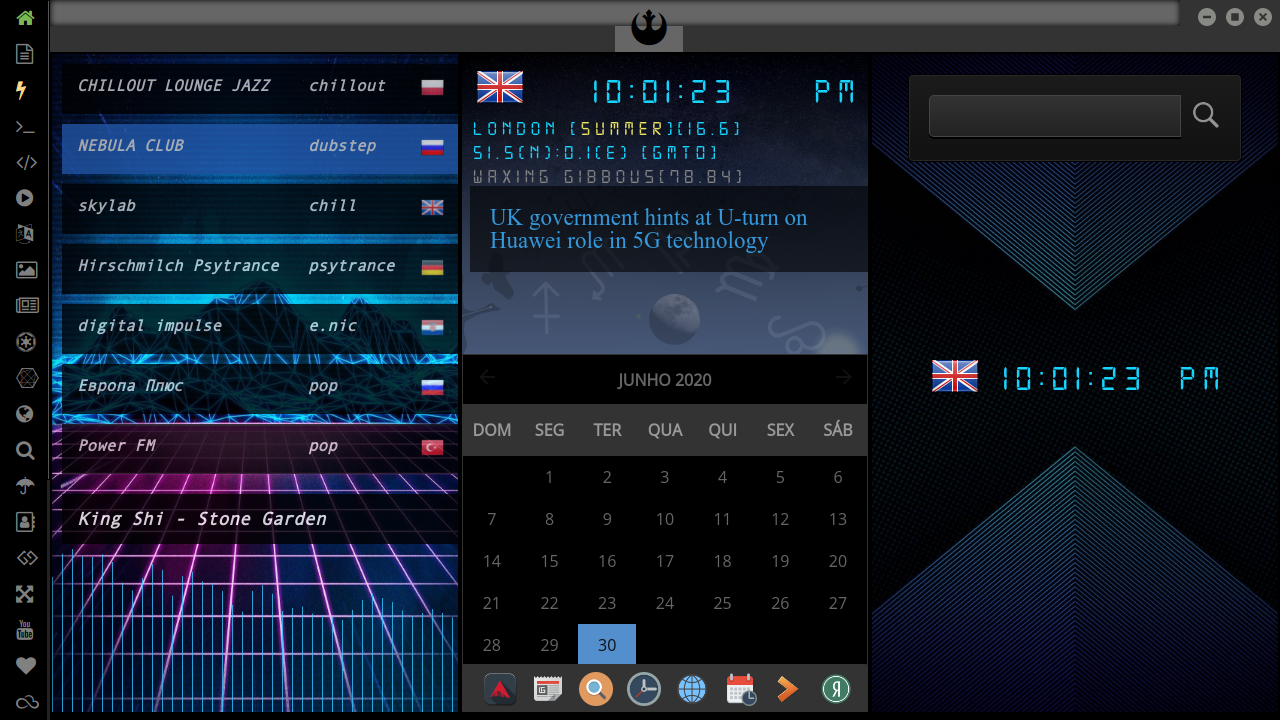 CHILLOUT LOUNGE JAZZ chillout
NEBULA CLUB dubstep
skylab chill
Hirschmilch Psytrance psytrance
digital impulse e.nic
Европа Плюс pop
Power FM pop
King Shi - Stone Garden
10:01:23 PM
LONDON (SUMMER)(16.6)
51.5(N):0.1(E) (GMT0)
WAXING GIBBOUS(78.84)
UK government hints at U-turn on
Huawei role in 5G technology
JUNHO 2020
DOM SEG TER QUA QUI SEX SÁB
1 2 3 4 5 6
7 8 9 10 11 12 13
14 15 16 17 18 19 20
21 22 23 24 25 26 27
28 29 30
10:01:23 PM
You
Tube
Я